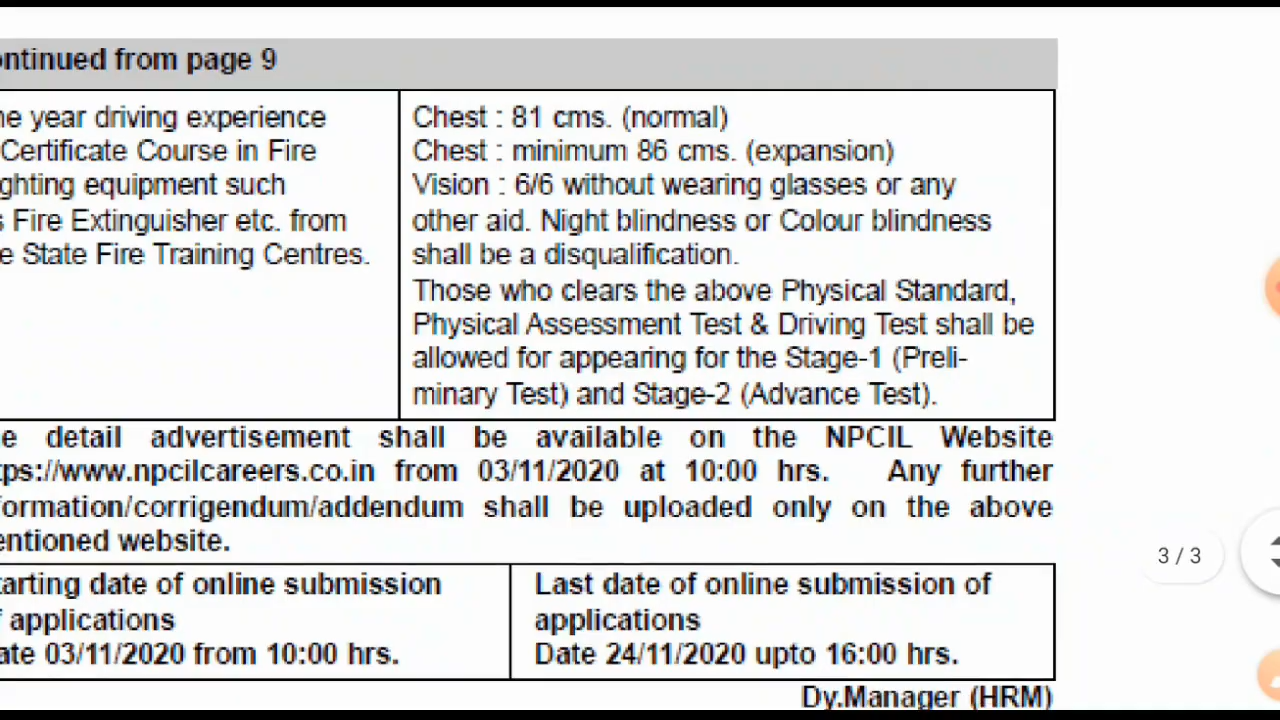 ontinued from page 9
ne year driving experience
Certificate Course in Fire
ghting equipment such
s Fire Extinguisher etc. from
e State Fire Training Centres.
Chest : 81 cms. (normal)
Chest : minimum 86 cms. (expansion)
Vision : 6/6 without wearing glasses or any
other aid. Night blindness or Colour blindness
shall be a disqualification.
Those who clears the above Physical Standard,
Physical Assessment Test & Driving Test shall be
allowed for appearing for the Stage-1 (Preli-
minary Test) and Stage-2 (Advance Test).
e detail advertisement shall be available on the NPCIL Website
tps://www.npcilcareers.co.in from 03/11/2020 at 10:00 hrs. Any further
formation/corrigendum/addendum shall be uploaded only on the above
entioned website.
tarting date of online submission
f applications
ate 03/11/2020 from 10:00 hrs.
Last date of online submission of
applications
Date 24/11/2020 upto 16:00 hrs.
Dy.Manager (HRM)
3 / 3